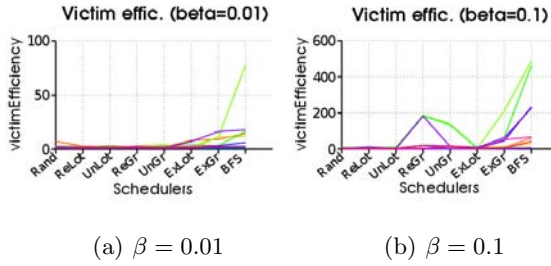 Victim effic. (beta=0.01)
victimEfficiency
100
50
0
Rand ReLot UnLot ReGr UnGr ExLot ExGr BFS
Schedulers
(a) β = 0.01
Victim effic. (beta=0.1)
victimEfficiency
600
400
200
0
Rand ReLot UnLot ReGr UnGr ExLot ExGr BFS
Schedulers
(b) β = 0.1